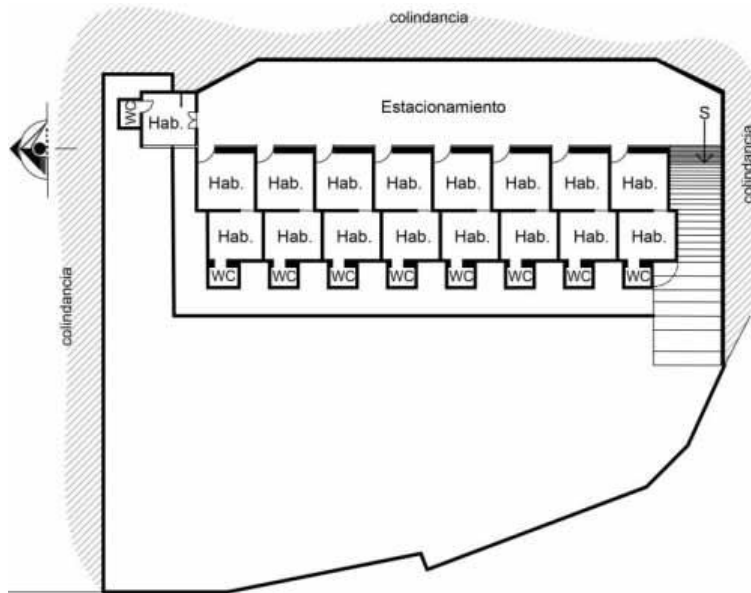 colindancia
Estacionamiento
S
WC
Hab.
colindancia
Hab. Hab. Hab. Hab. Hab. Hab. Hab. Hab.
Hab. Hab. Hab. Hab. Hab. Hab. Hab. Hab.
WC WC WC WC WC WC WC WC
colindancia